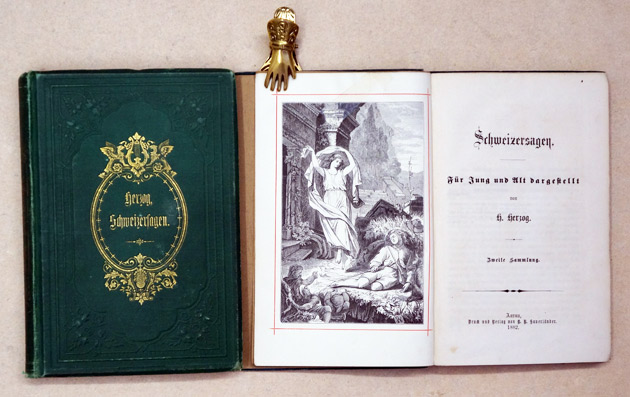 Herzog,
Schweizersagen.
Schweizersagen.
Für Jung und Alt dargestellt
von
H. Herzog.
Zweite Sammlung.
Aarau,
Druck und Verlag von H. R. Sauerländer.
1882.